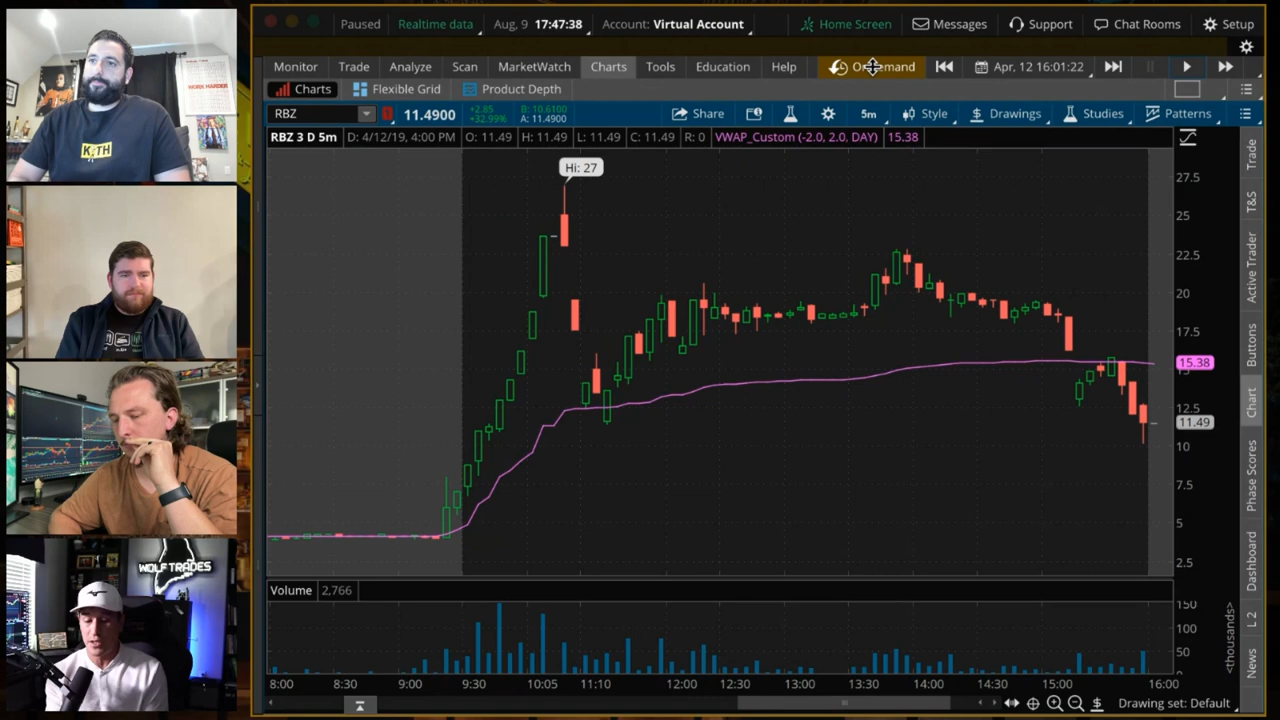 Paused Realtime data Aug, 9 17:47:38 Account: Virtual Account Home Screen Messages Support Chat Rooms Setup
Monitor Trade Analyze Scan MarketWatch Charts Tools Education Help OnDemand Apr, 12 16:01:22
Charts Flexible Grid Product Depth
RBZ 11.4900 +2.85 B: 10.6100 Share 5m Style $ Drawings Studies Patterns
+32.99% A: 11.4900
RBZ 3 D 5m D: 4/12/19, 4:00 PM O: 11.49 H: 11.49 L: 11.49 C: 11.49 R: 0 VWAP_Custom (-2.0, 2.0, DAY) 15.38
Hi: 27
27.5
25
22.5
20
17.5
15.38
12.5
11.49
10
7.5
5
2.5
Volume 2,766
150
100
50
<thousands>
8:00 8:30 9:00 9:30 10:05 11:10 12:00 12:30 13:00 13:30 14:00 14:30 15:00 16:00
$ Drawing set: Default
Trade
T&S
Active Trader
Buttons
Chart
Phase Scores
Dashboard
L 2
News
KITH
WORK HARDER
WOLF TRADES